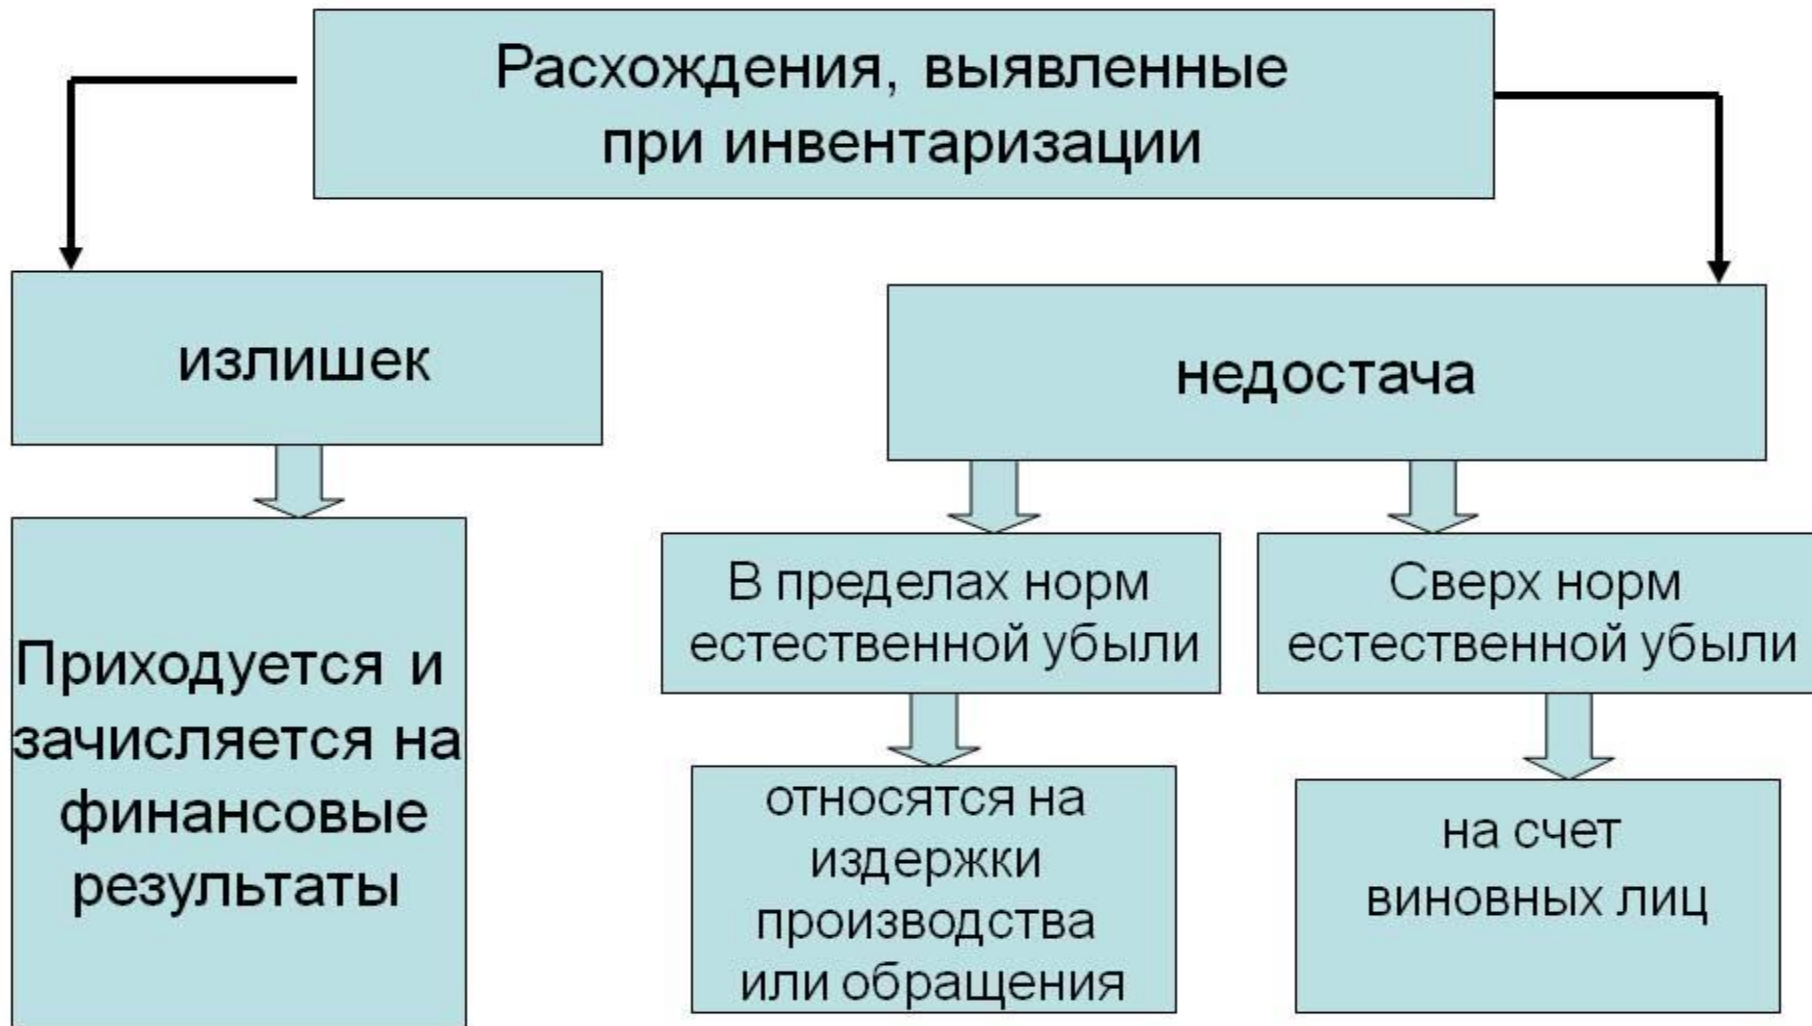 Расхождения, выявленные
при инвентаризации
излишек
недостача
Приходуется и
зачисляется на
финансовые
результаты
В пределах норм
естественной убыли
Сверх норм
естественной убыли
относятся на
издержки
производства
или обращения
на счет
виновных лиц